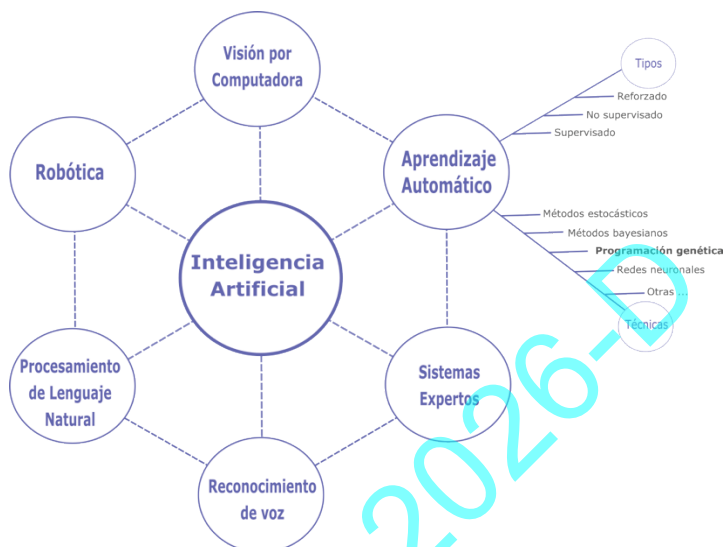 Visión por
Computadora
Tipos
Reforzado
No supervisado
Supervisado
Robótica
Aprendizaje
Automático
Métodos estocásticos
Métodos bayesianos
Programación genética
Redes neuronales
Otras ...
Técnicas
Inteligencia
Artificial
Procesamiento
de Lenguaje
Natural
Sistemas
Expertos
Reconocimiento
de voz
2026-D